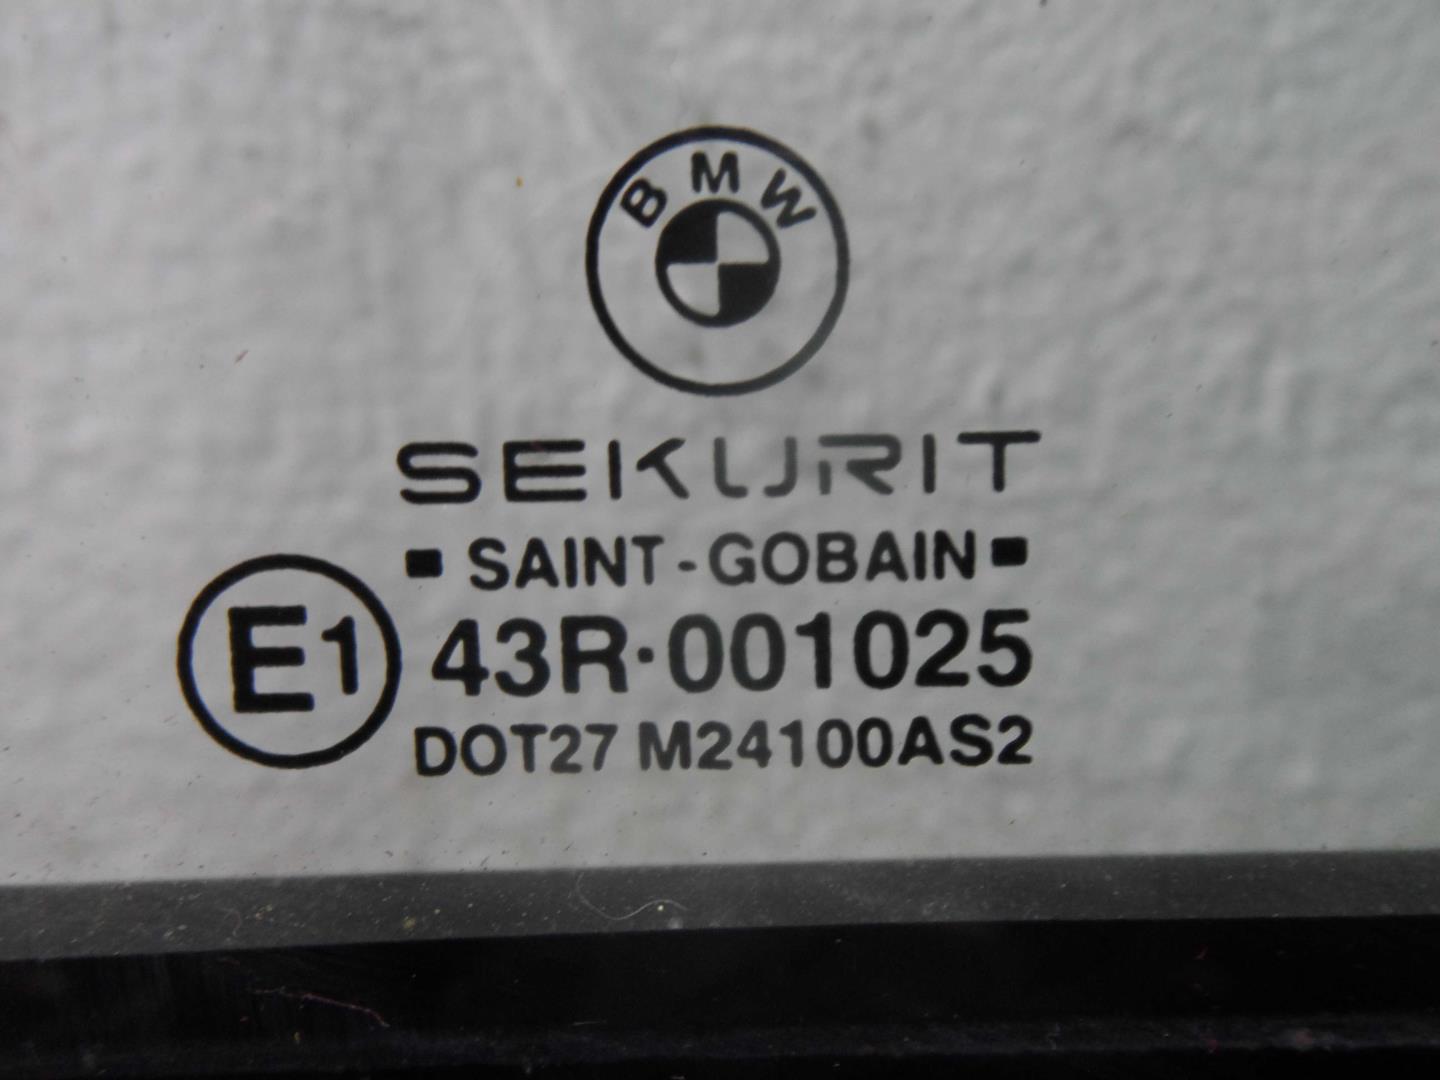 BMW
SEKURIT
SAINT-GOBAIN
E1 43R·001025
DOT27 M24100AS2